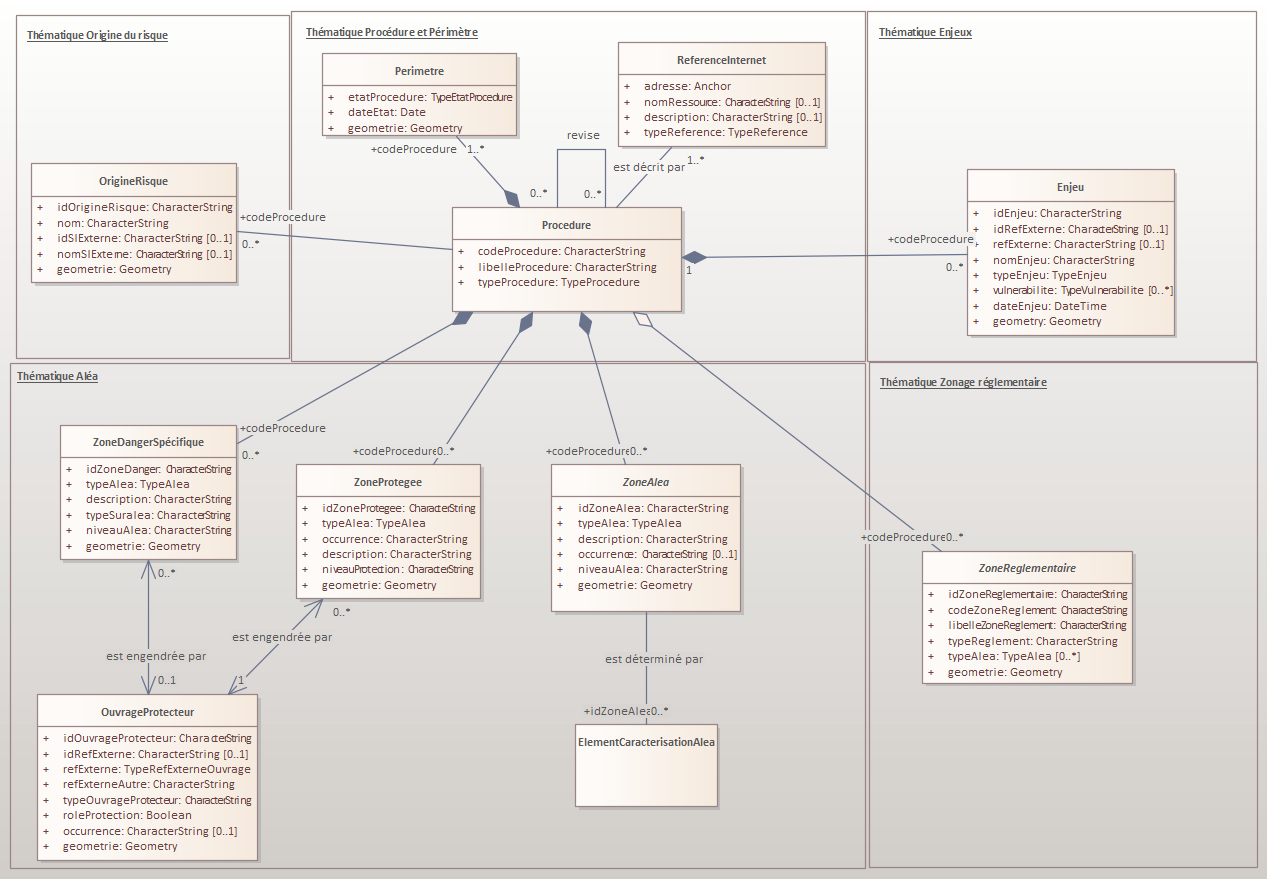 Thématique Origine du risque
OrigineRisque
+ idOrigineRisque: CharacterString
+ nom: CharacterString
+ idSIExterne: CharacterString [0..1]
+ nomSIExterne: CharacterString [0..1]
+ geometrie: Geometry
+codeProcedure
0..*
Thématique Procédure et Périmètre
Perimetre
+ etatProcedure: TypeEtatProcedure
+ dateEtat: Date
+ geometrie: Geometry
+codeProcedure 1..*
ReferenceInternet
+ adresse: Anchor
+ nomRessource: CharacterString [0..1]
+ description: CharacterString [0..1]
+ typeReference: TypeReference
revise
0..*
0..*
est décrit par
1..*
Procedure
+ codeProcedure: CharacterString
+ libelleProcedure: CharacterString
+ typeProcedure: TypeProcedure
1
Thématique Enjeux
Enjeu
+ idEnjeu: CharacterString
+ idRefExterne: CharacterString [0..1]
+ refExterne: CharacterString [0..1]
+ nomEnjeu: CharacterString
+ typeEnjeu: TypeEnjeu
+ vulnerabilite: TypeVulnerabilite [0..*]
+ dateEnjeu: DateTime
+ geometry: Geometry
+codeProcedure
0..*
Thématique Aléa
ZoneDangerSpécifique
+ idZoneDanger: CharacterString
+ typeAlea: TypeAlea
+ description: CharacterString
+ typeSuralea: CharacterString
+ niveauAlea: CharacterString
+ geometrie: Geometry
+codeProcedure
0..*
ZoneProtegee
+ idZoneProtegee: CharacterString
+ typeAlea: TypeAlea
+ occurrence: CharacterString
+ description: CharacterString
+ niveauProtection: CharacterString
+ geometrie: Geometry
+codeProcedure 0..*
ZoneAlea
+ idZoneAlea: CharacterString
+ typeAlea: TypeAlea
+ description: CharacterString
+ occurrence: CharacterString [0..1]
+ niveauAlea: CharacterString
+ geometrie: Geometry
+codeProcedure 0..*
0..*
est engendrée par
0..1
0..*
est engendrée par
1
OuvrageProtecteur
+ idOuvrageProtecteur: CharacterString
+ idRefExterne: CharacterString [0..1]
+ refExterne: TypeRefExterneOuvrage
+ refExterneAutre: CharacterString
+ typeOuvrageProtecteur: CharacterString
+ roleProtection: Boolean
+ occurrence: CharacterString [0..1]
+ geometrie: Geometry
est déterminé par
+idZoneAlea 0..*
ElementCaracterisationAlea
Thématique Zonage réglementaire
+codeProcedure 0..*
ZoneReglementaire
+ idZoneReglementaire: CharacterString
+ codeZoneReglement: CharacterString
+ libelleZoneReglement: CharacterString
+ typeReglement: CharacterString
+ typeAlea: TypeAlea [0..*]
+ geometrie: Geometry